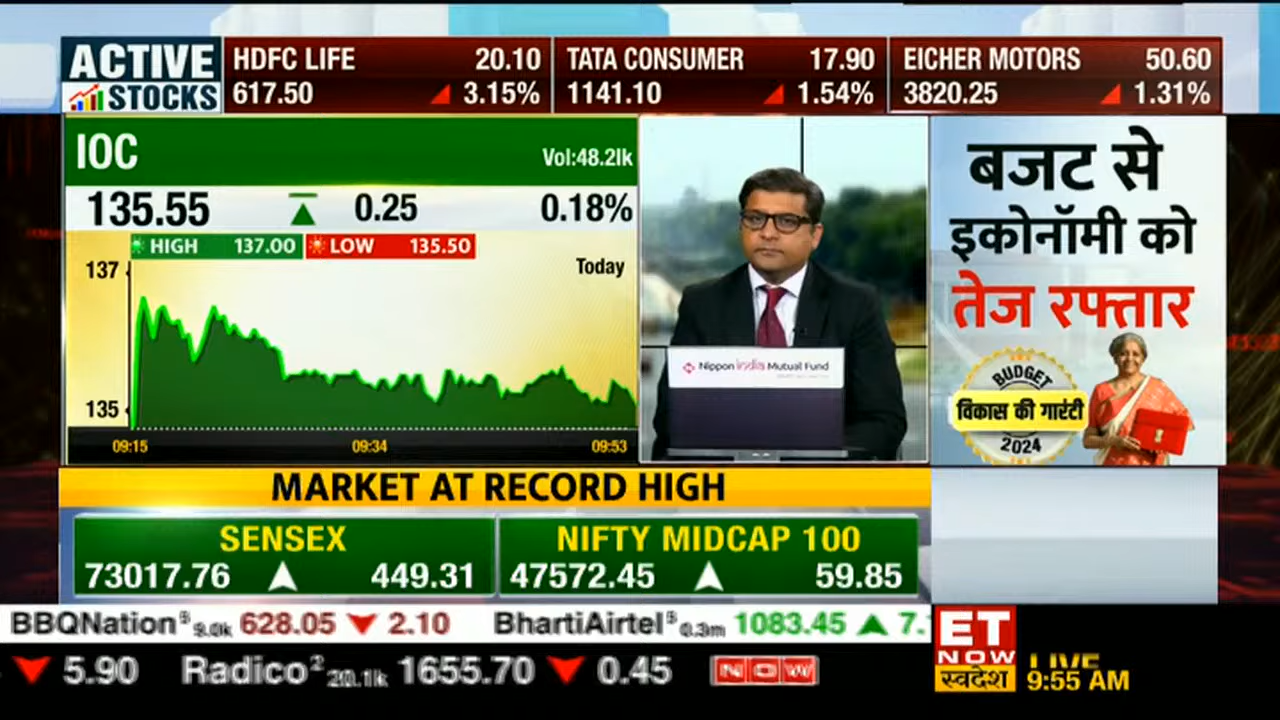 ACTIVE STOCKS
HDFC LIFE 20.10
617.50 3.15%
TATA CONSUMER 17.90
1141.10 1.54%
EICHER MOTORS 50.60
3820.25 1.31%
IOC
Vol:48.2lk
135.55 0.25 0.18%
HIGH 137.00 LOW 135.50
137
Today
135
09:15 09:34 09:53
Nippon india Mutual Fund
बजट से
इकोनॉमी को
तेज रफ्तार
BUDGET
विकास की गारंटी
2024
MARKET AT RECORD HIGH
SENSEX
73017.76 449.31
NIFTY MIDCAP 100
47572.45 59.85
BBQNation S 9.0k 628.05 2.10 BhartiAirtel S 0.3m 1083.45 7.
5.90 Radico 2 20.1k 1655.70 0.45 NOW
ET
NOW
स्वदेश
LIVE
9:55 AM